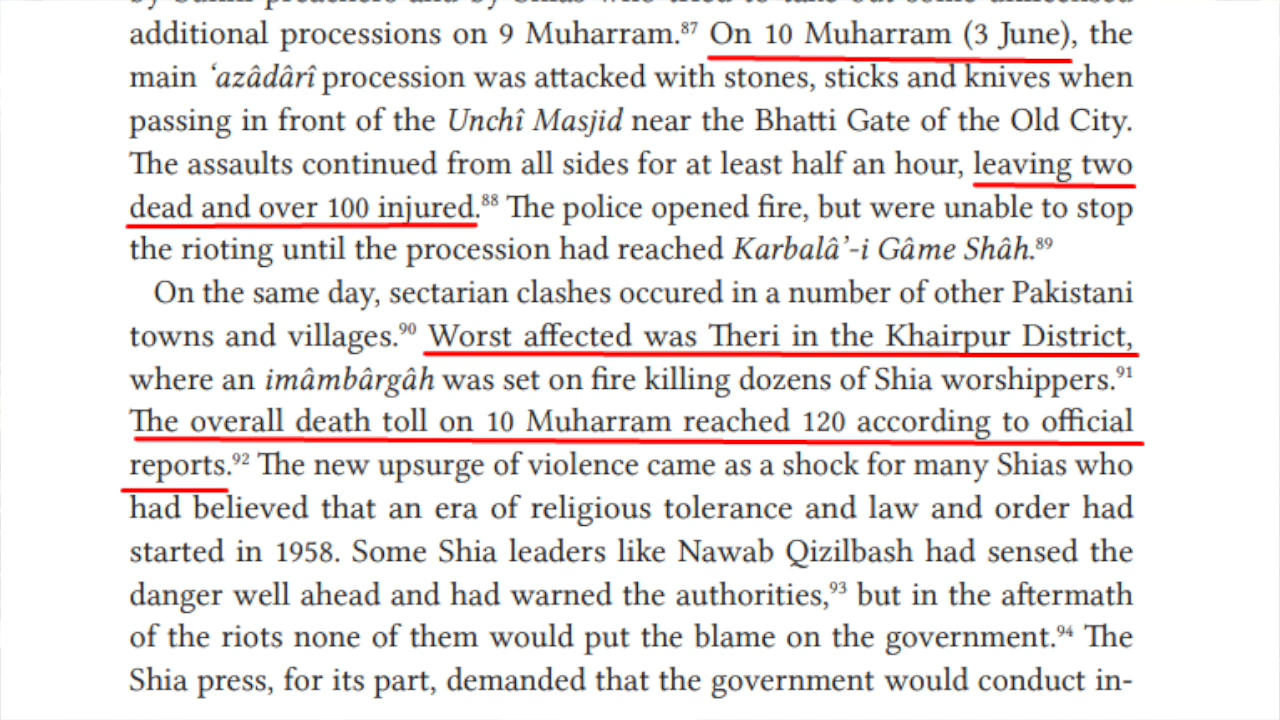 additional processions on 9 Muharram.⁸⁷ On 10 Muharram (3 June), the
main ‘azâdârî procession was attacked with stones, sticks and knives when
passing in front of the Unchî Masjid near the Bhatti Gate of the Old City.
The assaults continued from all sides for at least half an hour, leaving two
dead and over 100 injured.⁸⁸ The police opened fire, but were unable to stop
the rioting until the procession had reached Karbalâ’-i Gâme Shâh.⁸⁹
On the same day, sectarian clashes occured in a number of other Pakistani
towns and villages.⁹⁰ Worst affected was Theri in the Khairpur District,
where an imâmbârgâh was set on fire killing dozens of Shia worshippers.⁹¹
The overall death toll on 10 Muharram reached 120 according to official
reports.⁹² The new upsurge of violence came as a shock for many Shias who
had believed that an era of religious tolerance and law and order had
started in 1958. Some Shia leaders like Nawab Qizilbash had sensed the
danger well ahead and had warned the authorities,⁹³ but in the aftermath
of the riots none of them would put the blame on the government.⁹⁴ The
Shia press, for its part, demanded that the government would conduct in-